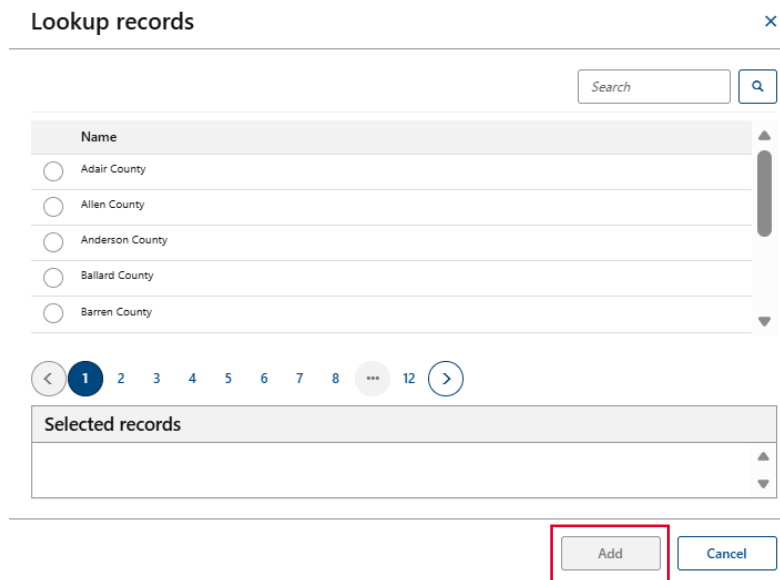 Lookup records
Search
Name
Adair County
Allen County
Anderson County
Ballard County
Barren County
1 2 3 4 5 6 7 8 ... 12
Selected records
Add Cancel